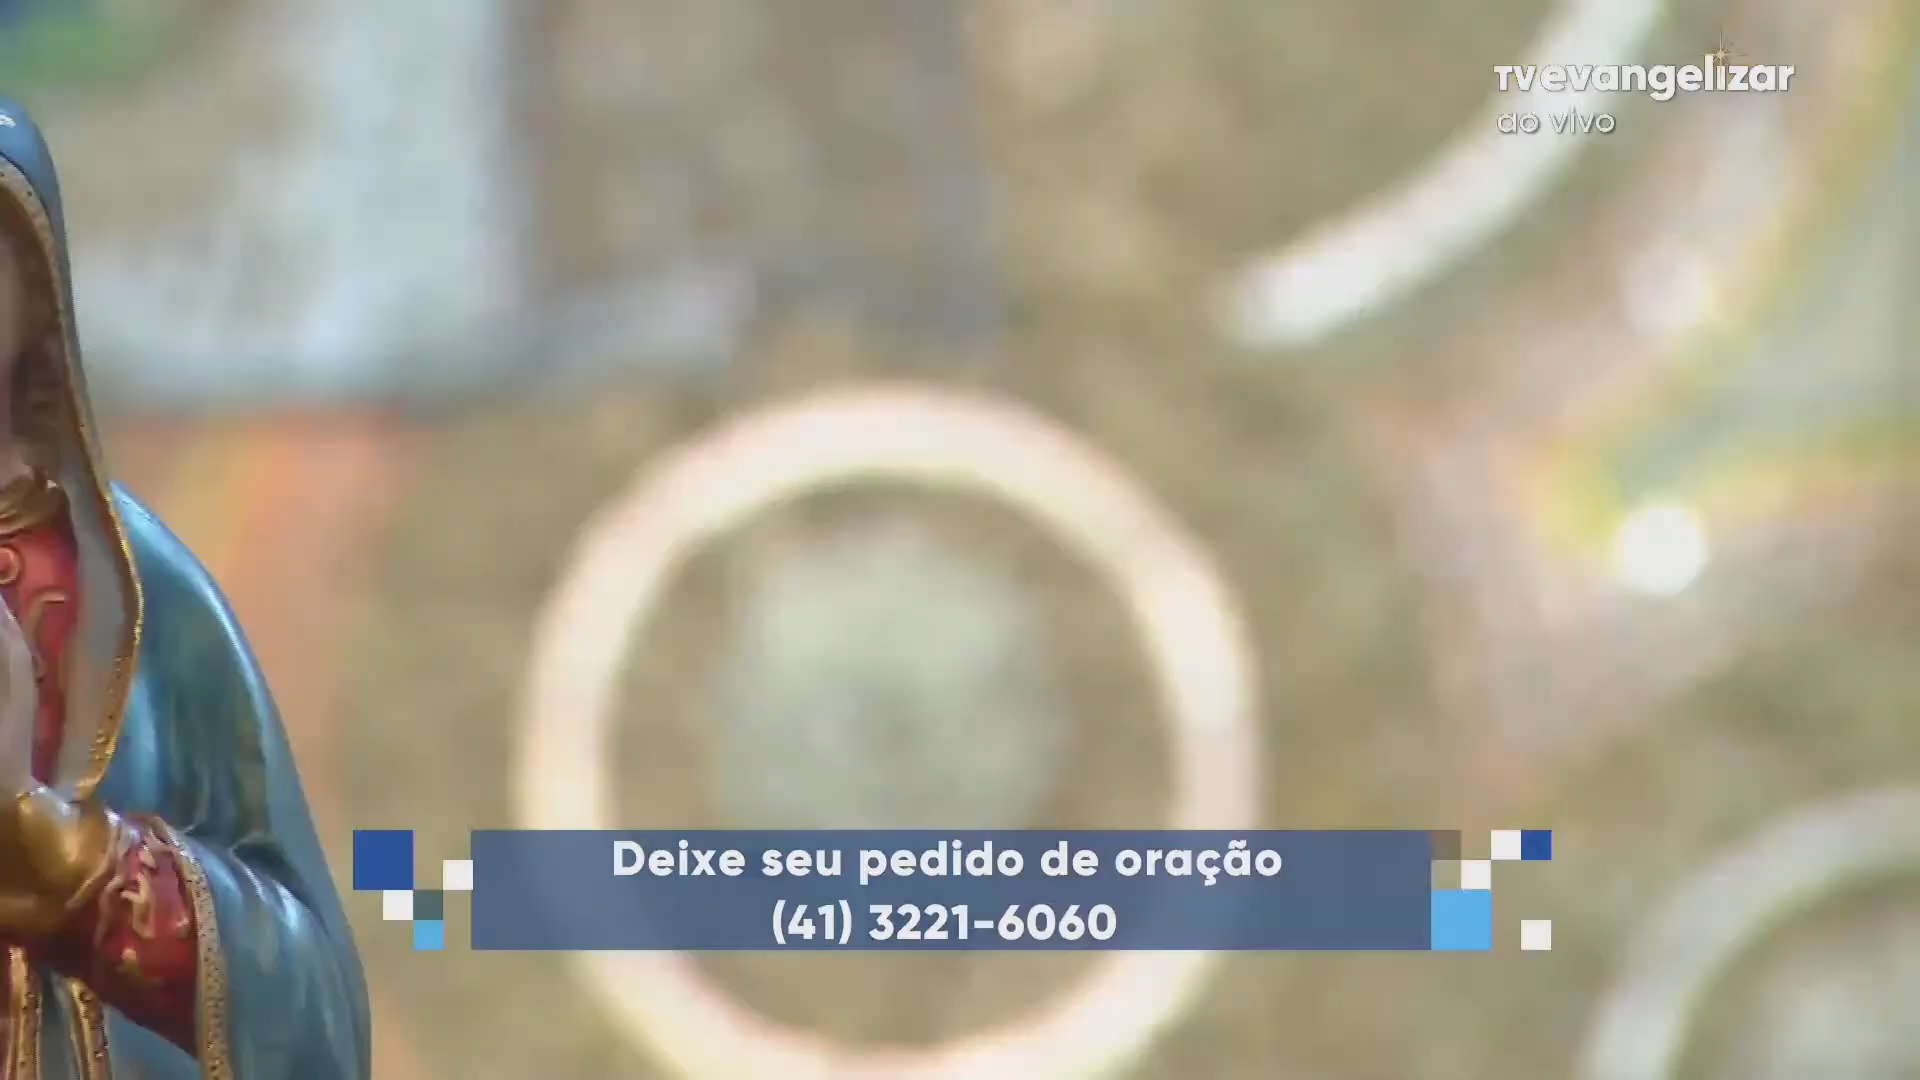 TVevangelizar
ao vivo
Deixe seu pedido de oração
(41) 3221-6060